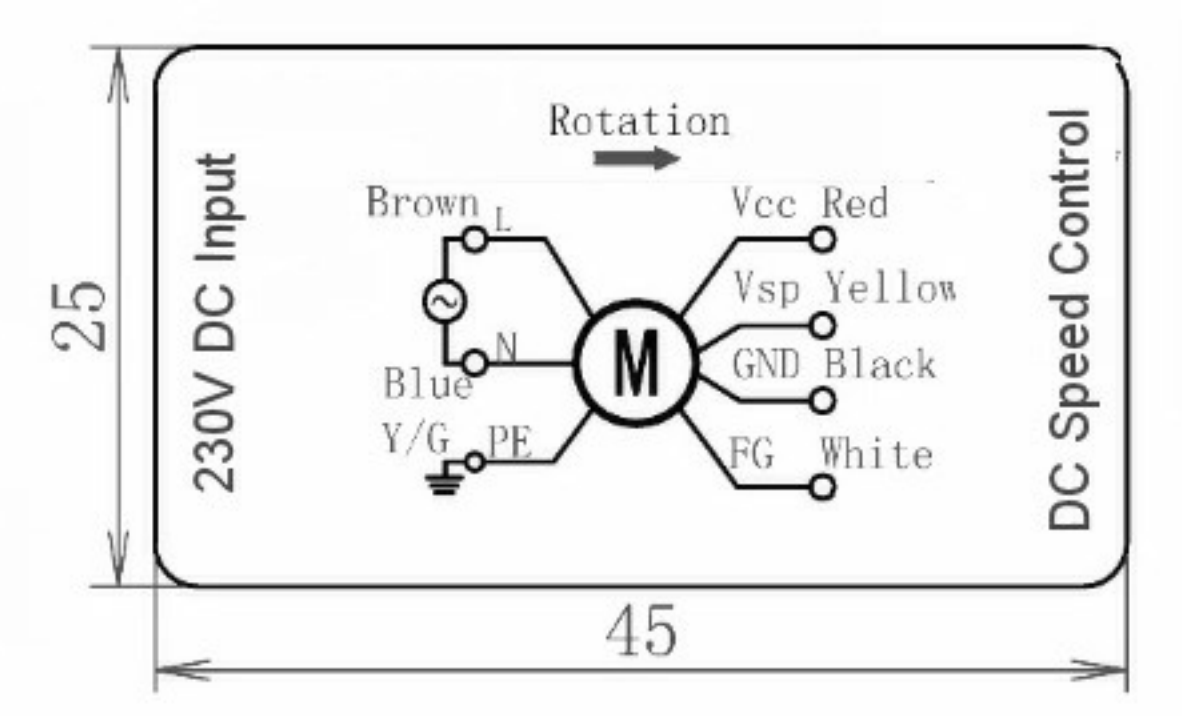 Rotation
230V DC Input
Brown L
Blue N
Y/G PE
M
Vcc Red
Vsp Yellow
GND Black
FG White
DC Speed Control
25
45